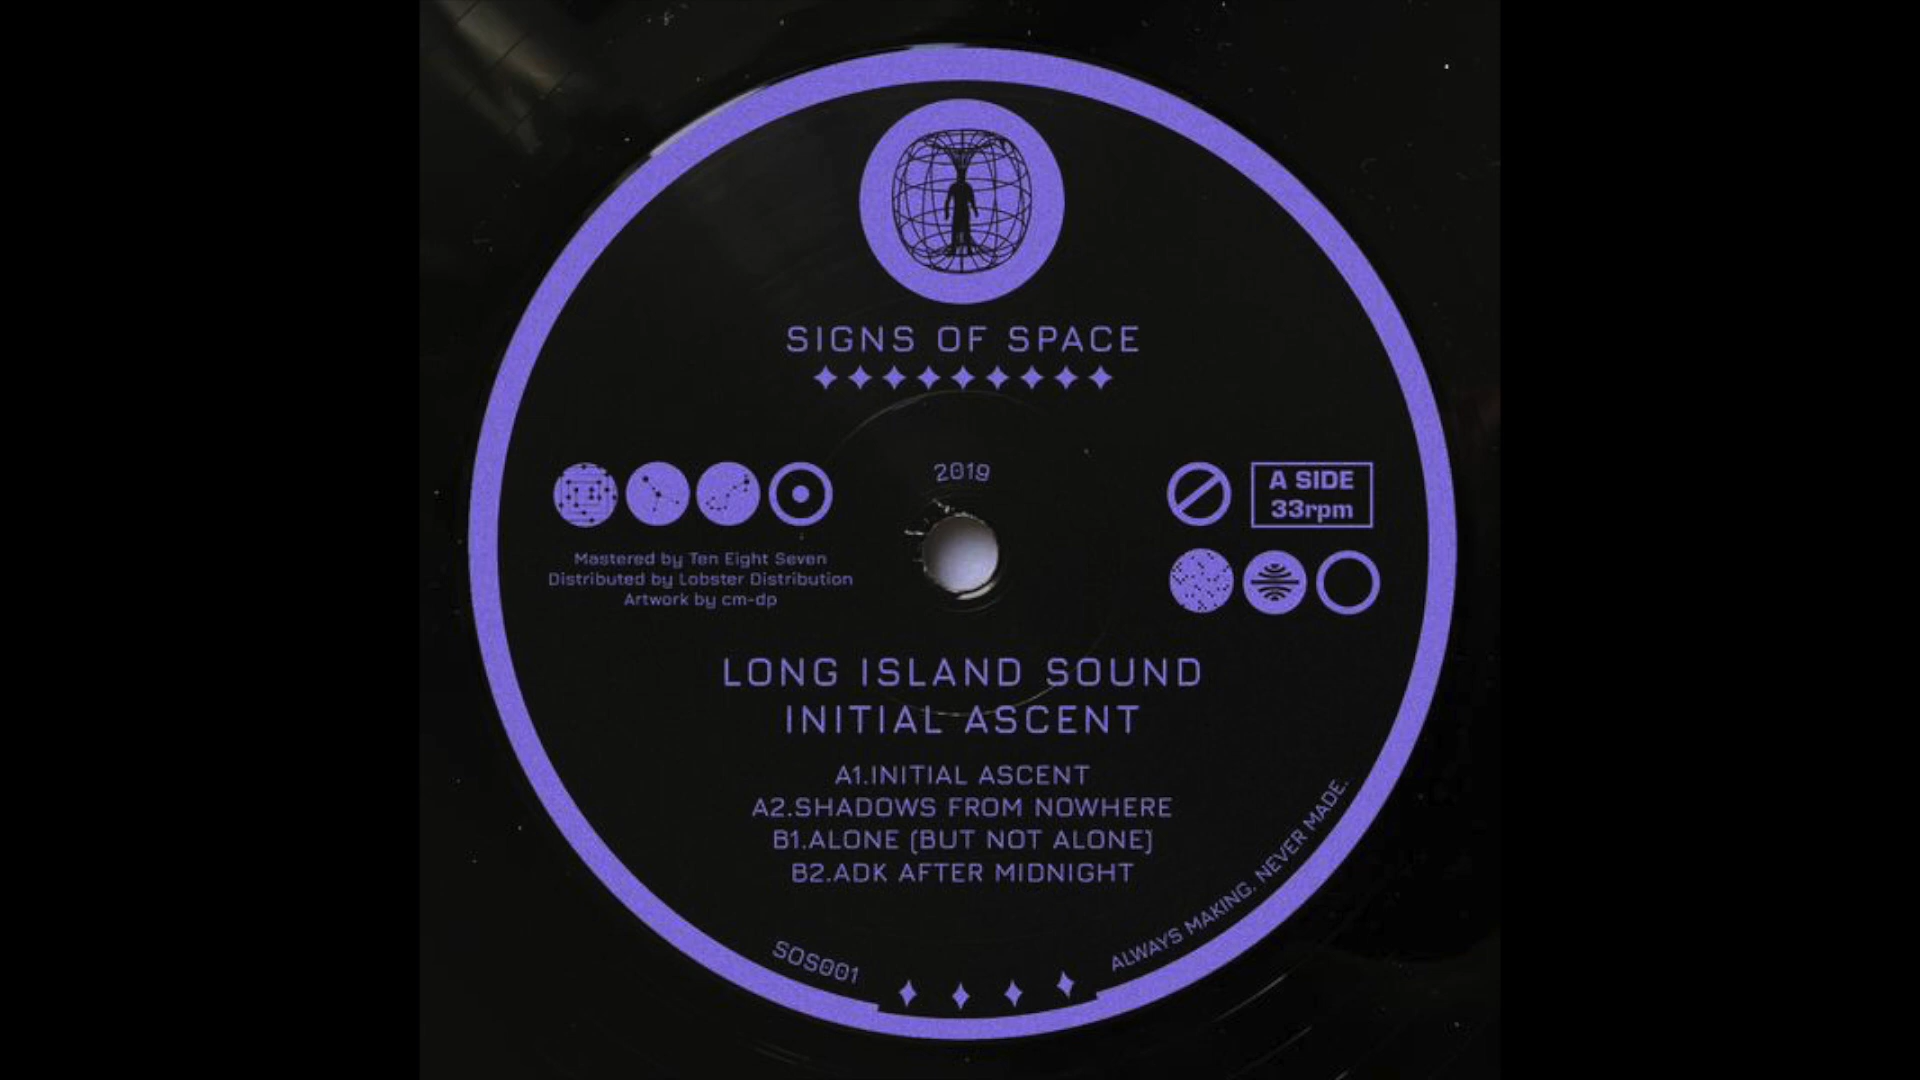 SIGNS OF SPACE
2019
A SIDE
33rpm
Mastered by Ten Eight Seven
Distributed by Lobster Distribution
Artwork by cm-dp
LONG ISLAND SOUND
INITIAL ASCENT
A1.INITIAL ASCENT
A2.SHADOWS FROM NOWHERE
B1.ALONE (BUT NOT ALONE)
B2.ADK AFTER MIDNIGHT
SOS001
ALWAYS MAKING. NEVER MADE.